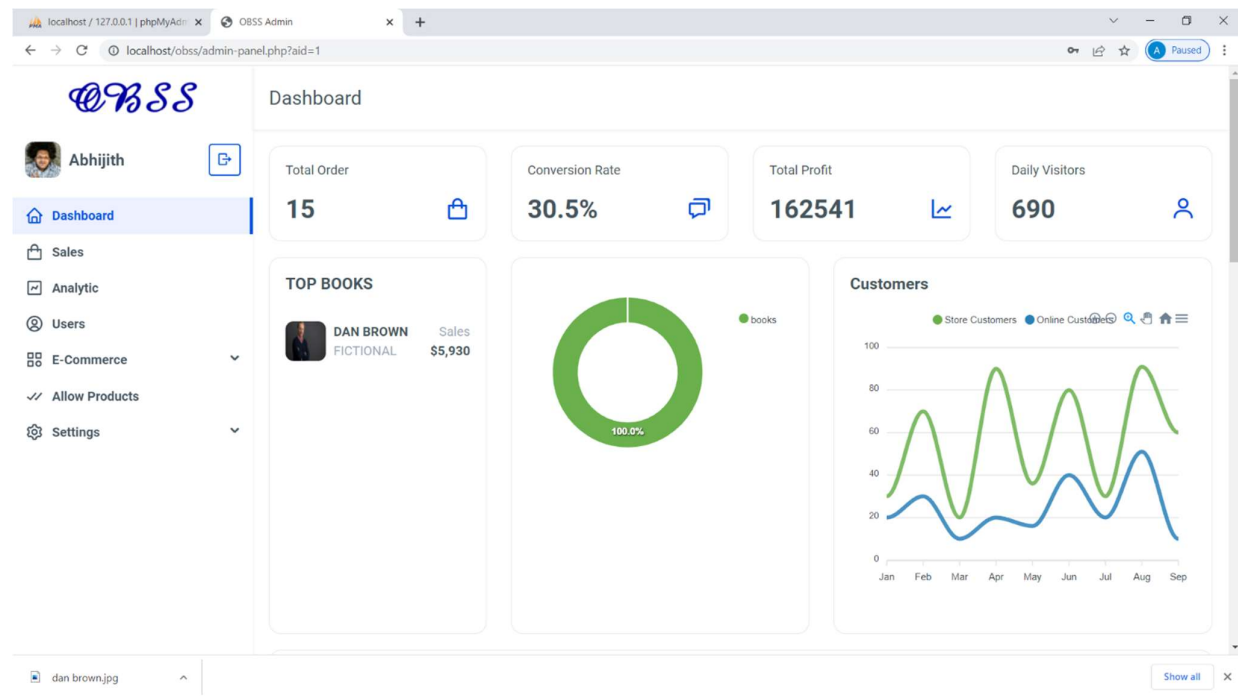 localhost / 127.0.0.1 | phpMyAdm
OBSS Admin
localhost/obss/admin-panel.php?aid=1
A Paused
OBSS
Dashboard
Abhijith
Dashboard
Sales
Analytic
Users
E-Commerce
Allow Products
Settings
Total Order
15
Conversion Rate
30.5%
Total Profit
162541
Daily Visitors
690
TOP BOOKS
DAN BROWN Sales
FICTIONAL $5,930
books
100.0%
Customers
Store Customers Online Customers
100
80
60
40
20
0
Jan Feb Mar Apr May Jun Jul Aug Sep
dan brown.jpg
Show all